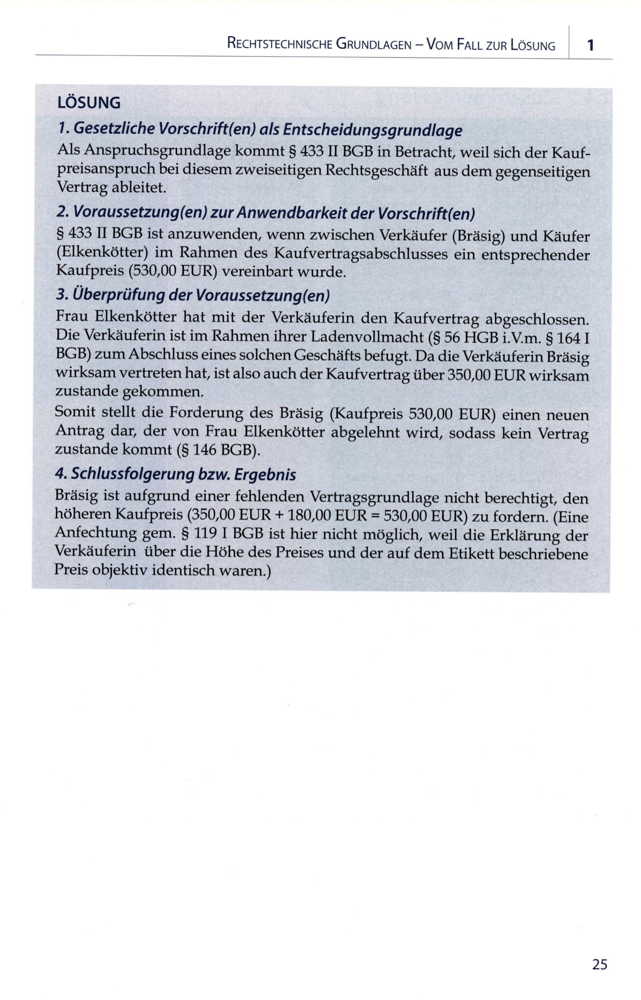 RECHTSTECHNISCHE GRUNDLAGEN – VOM FALL ZUR LÖSUNG 1
LÖSUNG
1. Gesetzliche Vorschrift(en) als Entscheidungsgrundlage
Als Anspruchsgrundlage kommt § 433 II BGB in Betracht, weil sich der Kauf-
preisanspruch bei diesem zweiseitigen Rechtsgeschäft aus dem gegenseitigen
Vertrag ableitet.
2. Voraussetzung(en) zur Anwendbarkeit der Vorschrift(en)
§ 433 II BGB ist anzuwenden, wenn zwischen Verkäufer (Bräsig) und Käufer
(Elkenkötter) im Rahmen des Kaufvertragsabschlusses ein entsprechender
Kaufpreis (530,00 EUR) vereinbart wurde.
3. Überprüfung der Voraussetzung(en)
Frau Elkenkötter hat mit der Verkäuferin den Kaufvertrag abgeschlossen.
Die Verkäuferin ist im Rahmen ihrer Ladenvollmacht (§ 56 HGB i.V.m. § 164 I
BGB) zum Abschluss eines solchen Geschäfts befugt. Da die Verkäuferin Bräsig
wirksam vertreten hat, ist also auch der Kaufvertrag über 350,00 EUR wirksam
zustande gekommen.
Somit stellt die Forderung des Bräsig (Kaufpreis 530,00 EUR) einen neuen
Antrag dar, der von Frau Elkenkötter abgelehnt wird, sodass kein Vertrag
zustande kommt (§ 146 BGB).
4. Schlussfolgerung bzw. Ergebnis
Bräsig ist aufgrund einer fehlenden Vertragsgrundlage nicht berechtigt, den
höheren Kaufpreis (350,00 EUR + 180,00 EUR = 530,00 EUR) zu fordern. (Eine
Anfechtung gem. § 119 I BGB ist hier nicht möglich, weil die Erklärung der
Verkäuferin über die Höhe des Preises und der auf dem Etikett beschriebene
Preis objektiv identisch waren.)
25